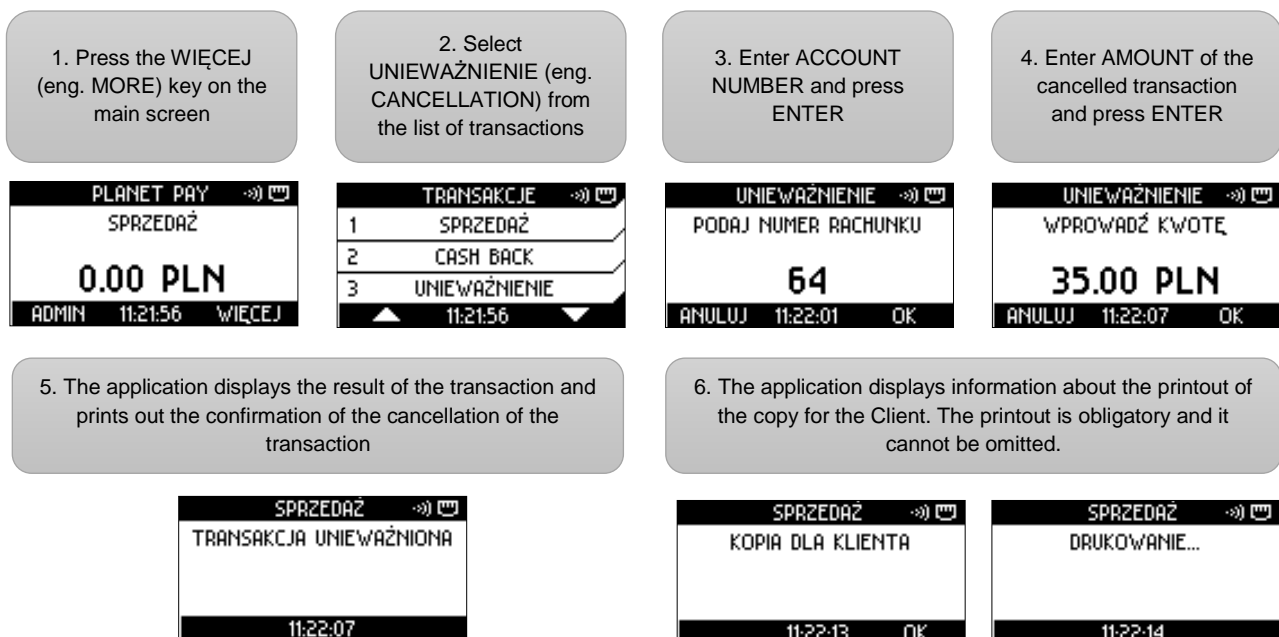 1. Press the WIĘCEJ
(eng. MORE) key on the
main screen
2. Select
UNIEWAŻNIENIE (eng.
CANCELLATION) from
the list of transactions
3. Enter ACCOUNT
NUMBER and press
ENTER
4. Enter AMOUNT of the
cancelled transaction
and press ENTER
PLANET PAY
SPRZEDAŻ
0.00 PLN
ADMIN 11:21:56 WIĘCEJ
TRANSAKCJE
1 SPRZEDAŻ
2 CASH BACK
3 UNIEWAŻNIENIE
11:21:56
UNIEWAŻNIENIE
PODAJ NUMER RACHUNKU
64
ANULUJ 11:22:01 OK
UNIEWAŻNIENIE
WPROWADŹ KWOTĘ
35.00 PLN
ANULUJ 11:22:07 OK
5. The application displays the result of the transaction and
prints out the confirmation of the cancellation of the
transaction
6. The application displays information about the printout of
the copy for the Client. The printout is obligatory and it
cannot be omitted.
SPRZEDAŻ
TRANSAKCJA UNIEWAŻNIONA
11:22:07
SPRZEDAŻ
KOPIA DLA KLIENTA
11:22:13 OK
SPRZEDAŻ
DRUKOWANIE...
11:22:14